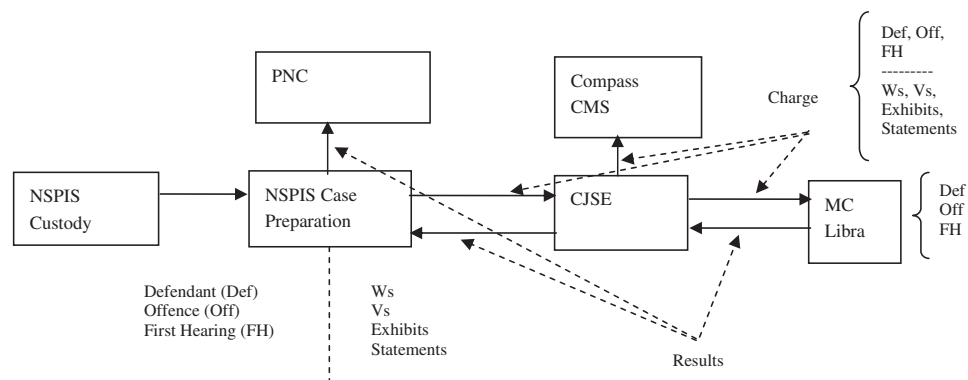 PNC
Compass
CMS
Charge
Def, Off,
FH
---------
Ws, Vs,
Exhibits,
Statements
NSPIS
Custody
NSPIS Case
Preparation
CJSE
MC
Libra
Def
Off
FH
Defendant (Def)
Offence (Off)
First Hearing (FH)
Ws
Vs
Exhibits
Statements
Results